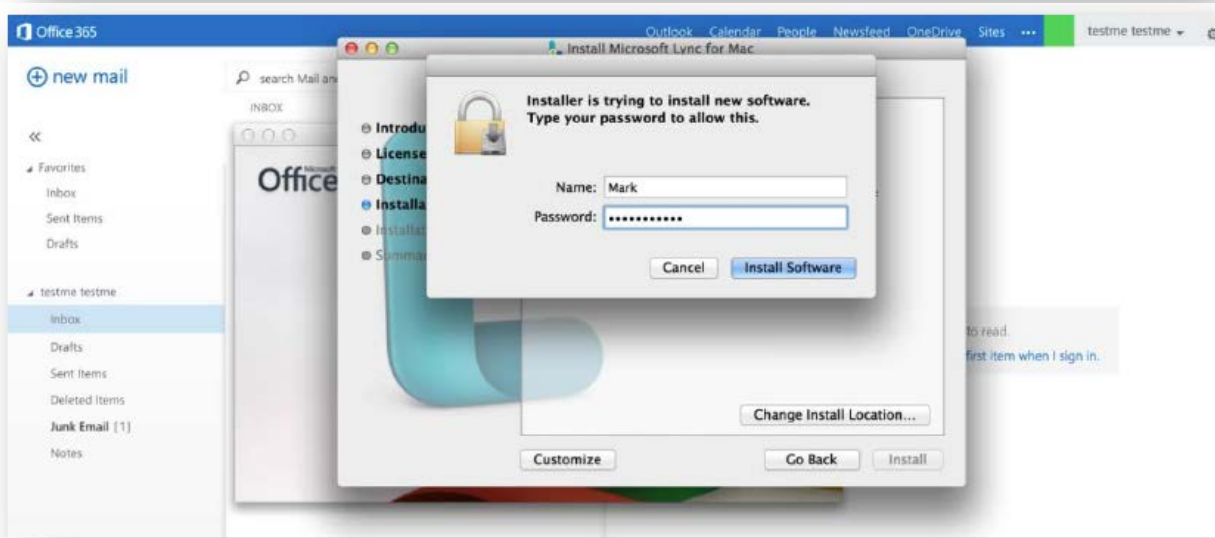 Office 365
Outlook Calendar People Newsfeed OneDrive Sites ... testme testme
new mail
search Mail an
Install Microsoft Lync for Mac
INBOX
Installer is trying to install new software.
Type your password to allow this.
Name: Mark
Password: •••••••••••
Cancel Install Software
Introdu
License
Destina
Installa
Installat
Summa
Microsoft
Office
Favorites
Inbox
Sent Items
Drafts
testme testme
Inbox
Drafts
Sent Items
Deleted Items
Junk Email [1]
Notes
to read.
first item when I sign in.
Change Install Location...
Customize Go Back Install